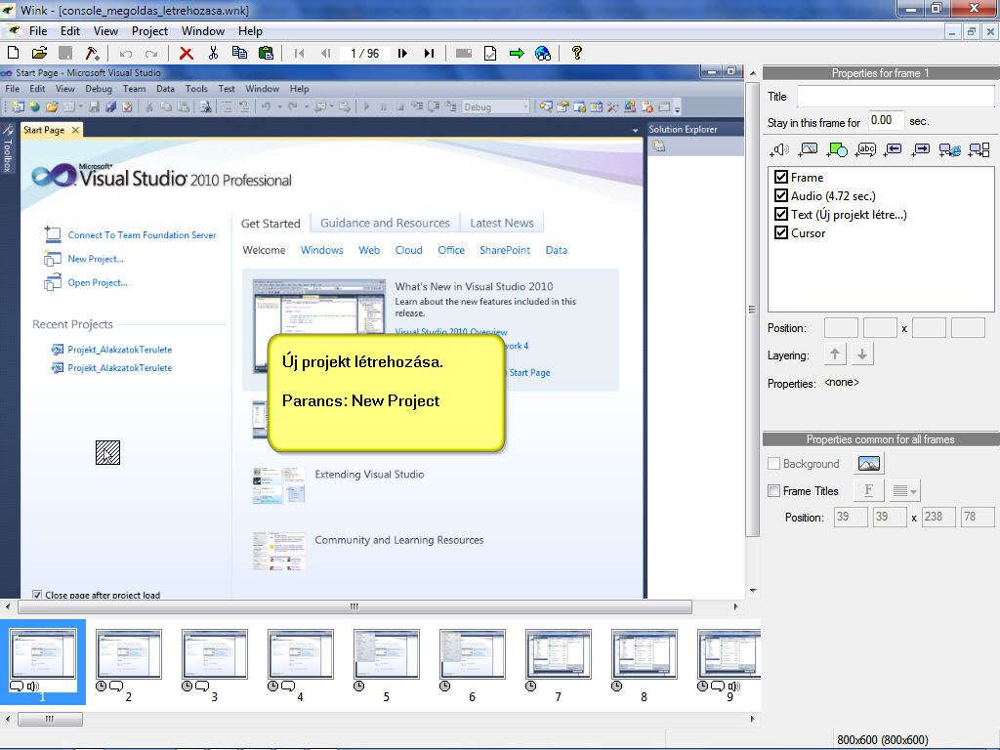 Wink - [console_megoldas_letrehozasa.wnk]
File Edit View Project Window Help
1 / 96
Start Page - Microsoft Visual Studio
File Edit View Debug Team Data Tools Test Window Help
Debug
Toolbox
Start Page
Solution Explorer
Microsoft®
Visual Studio® 2010 Professional
Connect To Team Foundation Server
New Project...
Open Project...
Recent Projects
Projekt_AlakzatokTerulete
Projekt_AlakzatokTerulete
Close page after project load
Get Started
Guidance and Resources
Latest News
Welcome Windows Web Cloud Office SharePoint Data
What's New in Visual Studio 2010
Learn about the new features included in this
release.
Visual Studio 2010 Overview
work 4
Start Page
Új projekt létrehozása.
Parancs: New Project
Extending Visual Studio
Community and Learning Resources
Properties for frame 1
Title
Stay in this frame for 0.00 sec.
abc
Frame
Audio (4.72 sec.)
Text (Új projekt létre...)
Cursor
Position: x
Layering:
Properties: <none>
Properties common for all frames
Background
Frame Titles F
Position: 39 39 x 238 78
1 2 3 4 5 6 7 8 9
800x600 (800x600)